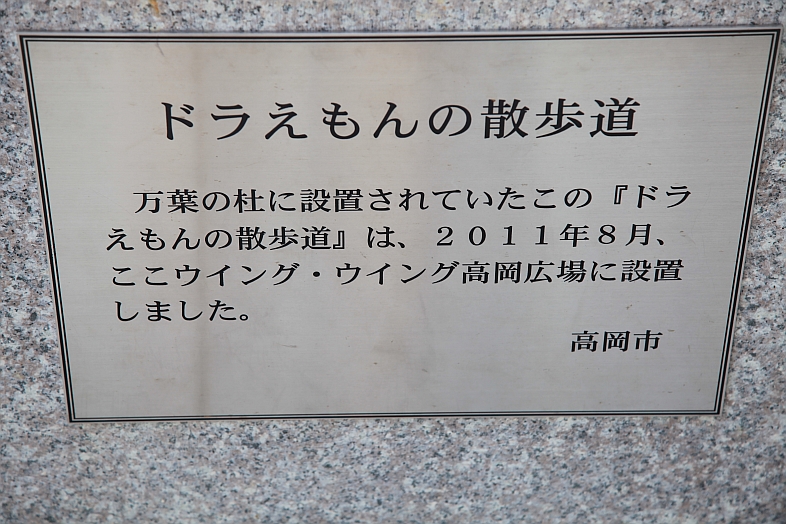 ドラえもんの散歩道
万葉の杜に設置されていたこの『ドラ
えもんの散歩道』は、２０１１年８月、
ここウイング・ウイング高岡広場に設置
しました。
高岡市